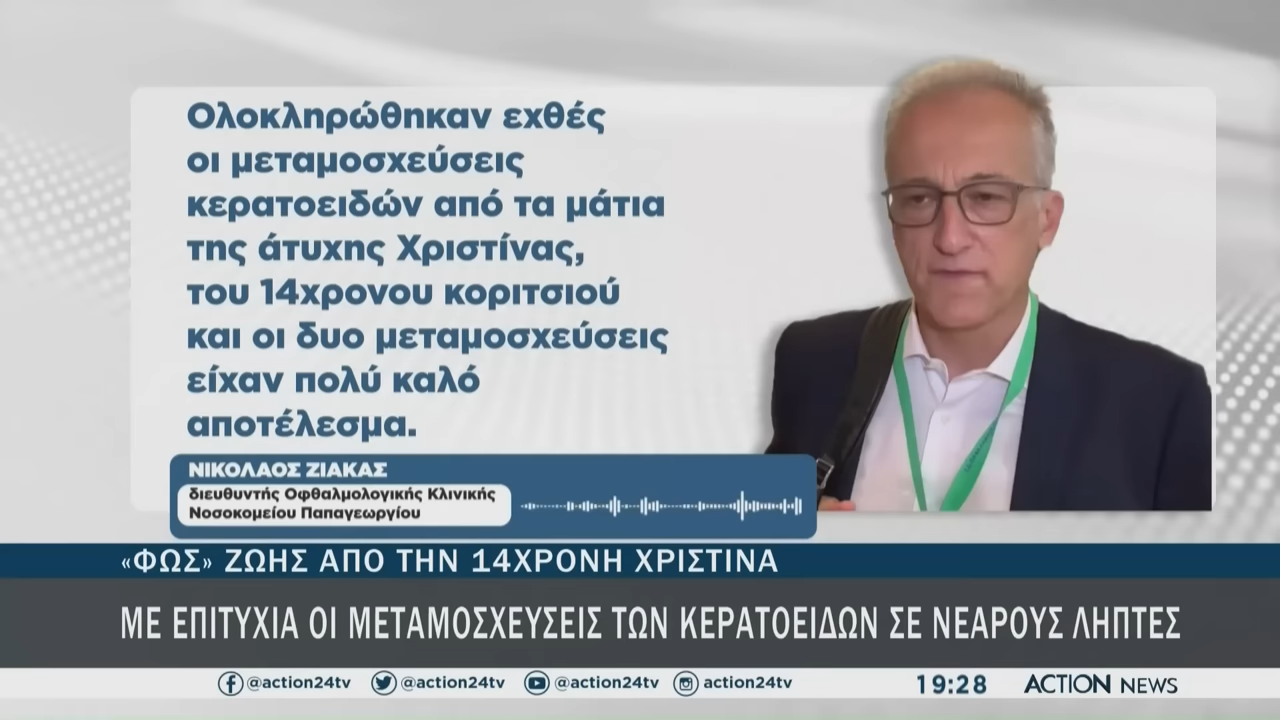 Ολοκληρώθηκαν εχθές
οι μεταμοσχεύσεις
κερατοειδών από τα μάτια
της άτυχης Χριστίνας,
του 14χρονου κοριτσιού
και οι δυο μεταμοσχεύσεις
είχαν πολύ καλό
αποτέλεσμα.
ΝΙΚΟΛΑΟΣ ΖΙΑΚΑΣ
διευθυντής Οφθαλμολογικής Κλινικής
Νοσοκομείου Παπαγεωργίου
«ΦΩΣ» ΖΩΗΣ ΑΠΟ ΤΗΝ 14ΧΡΟΝΗ ΧΡΙΣΤΙΝΑ
ΜΕ ΕΠΙΤΥΧΙΑ ΟΙ ΜΕΤΑΜΟΣΧΕΥΣΕΙΣ ΤΩΝ ΚΕΡΑΤΟΕΙΔΩΝ ΣΕ ΝΕΑΡΟΥΣ ΛΗΠΤΕΣ
@action24tv @action24tv @action24tv action24tv 19:28 ACTION NEWS